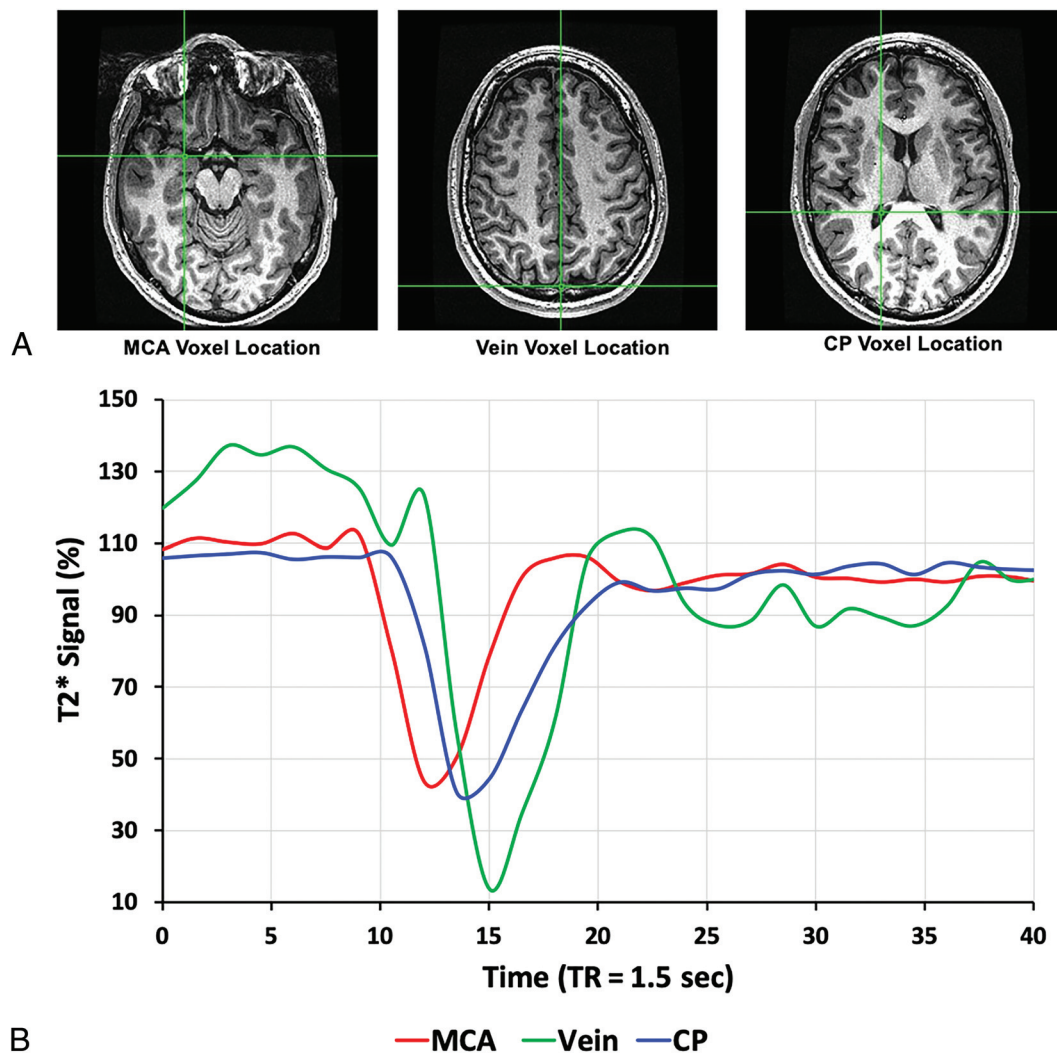 A
MCA Voxel Location
Vein Voxel Location
CP Voxel Location
150
130
110
90
70
50
30
10
T2* Signal (%)
0 5 10 15 20 25 30 35 40
Time (TR = 1.5 sec)
B
MCA Vein CP